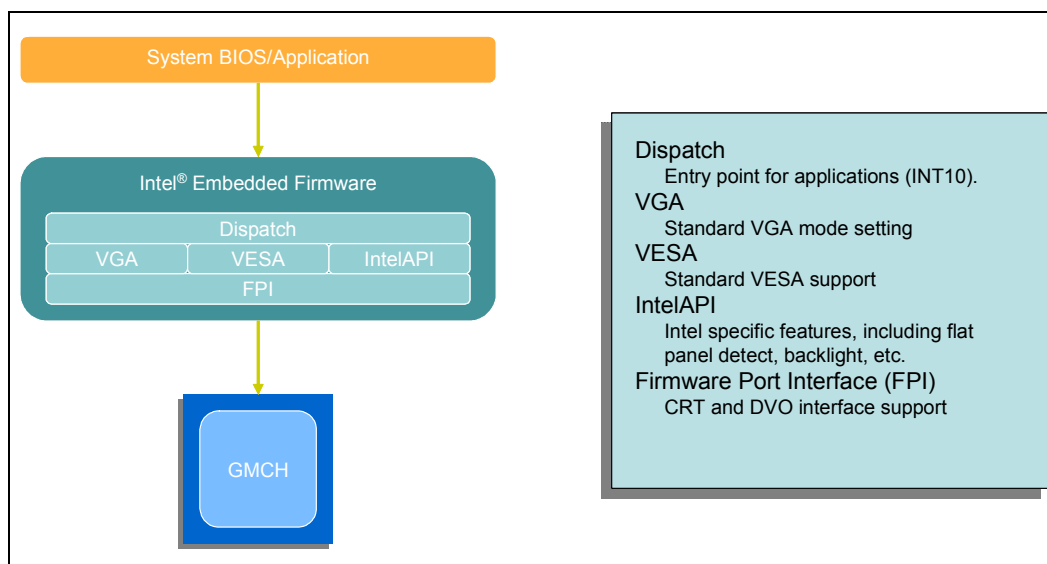 System BIOS/Application
Intel® Embedded Firmware
Dispatch
VGA
VESA
IntelAPI
FPI
GMCH
Dispatch
Entry point for applications (INT10).
VGA
Standard VGA mode setting
VESA
Standard VESA support
IntelAPI
Intel specific features, including flat
panel detect, backlight, etc.
Firmware Port Interface (FPI)
CRT and DVO interface support